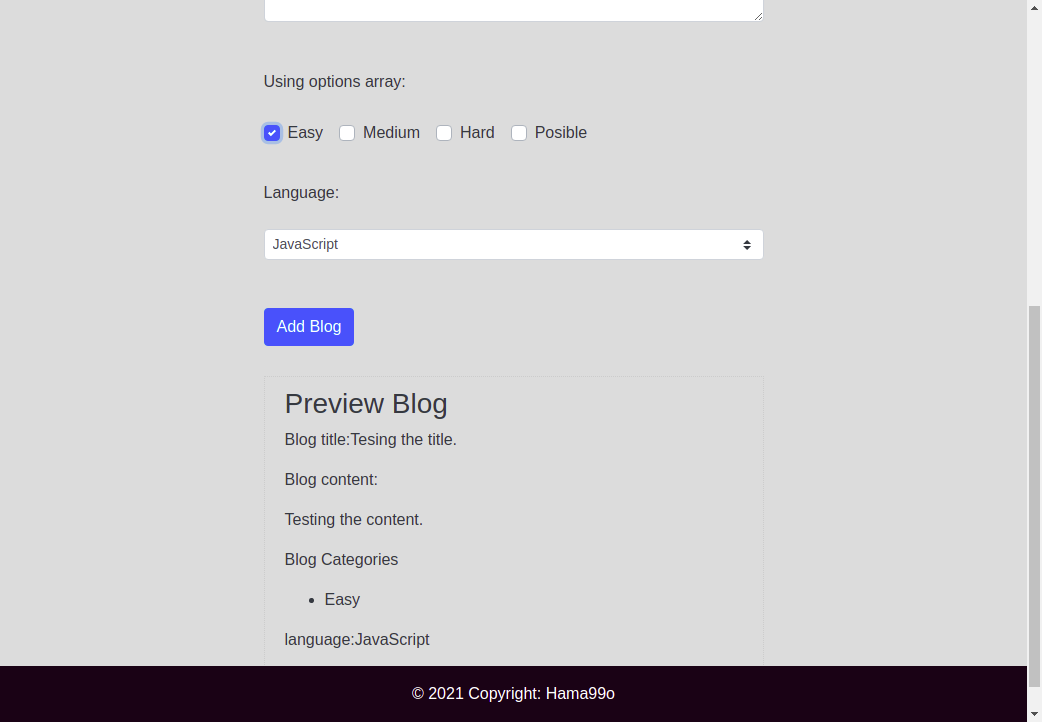 Using options array:
Easy Medium Hard Posible
Language:
JavaScript
Add Blog
Preview Blog
Blog title:Tesing the title.
Blog content:
Testing the content.
Blog Categories
Easy
language:JavaScript
© 2021 Copyright: Hama99o